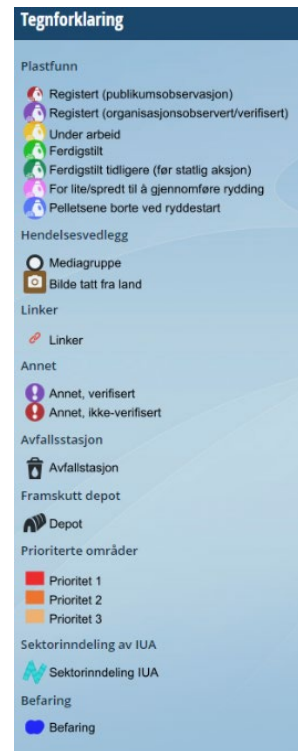 Tegnforklaring
Plastfunn
Registert (publikumsobservasjon)
Registert (organisasjonsobservert/verifisert)
Under arbeid
Ferdigstilt
Ferdigstilt tidligere (før statlig aksjon)
For lite/spredt til å gjennomføre rydding
Pelletsene borte ved ryddestart
Hendelsesvedlegg
Mediagruppe
Bilde tatt fra land
Linker
Linker
Annet
Annet, verifisert
Annet, ikke-verifisert
Avfallsstasjon
Avfallstasjon
Framskutt depot
Depot
Prioriterte områder
Prioritet 1
Prioritet 2
Prioritet 3
Sektorinndeling av IUA
Sektorinndeling IUA
Befaring
Befaring